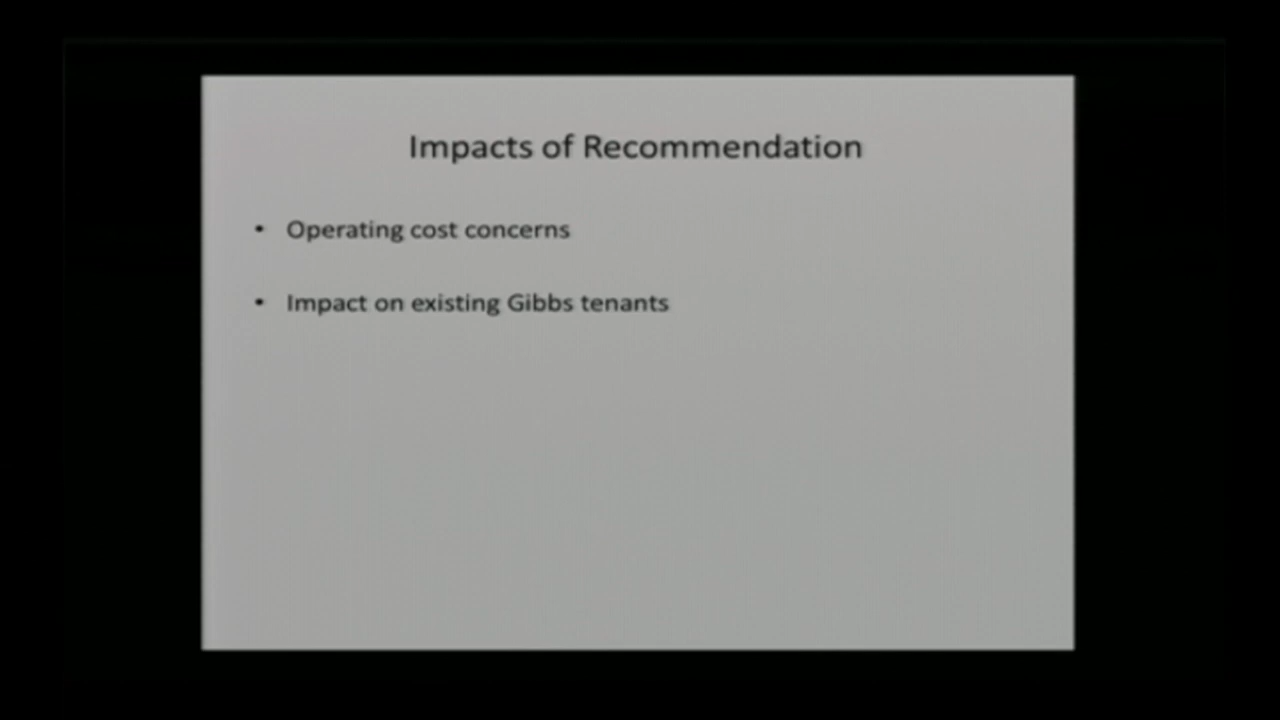 Impacts of Recommendation
• Operating cost concerns
• Impact on existing Gibbs tenants